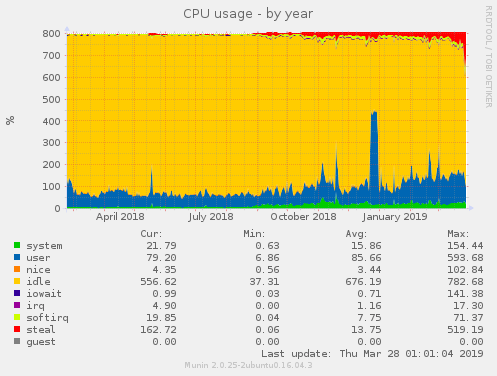 CPU usage - by year
RRDTOOL / TOBI OETIKER
%
800
700
600
500
400
300
200
100
0
April 2018 July 2018 October 2018 January 2019
Cur: Min: Avg: Max:
system 21.79 0.63 15.86 154.44
user 79.20 6.86 85.66 593.68
nice 4.35 0.56 3.44 102.84
idle 556.62 37.31 676.19 782.68
iowait 0.99 0.03 0.71 141.38
irq 4.90 0.00 1.16 17.30
softirq 19.85 0.04 7.75 71.37
steal 162.72 0.06 13.75 519.19
guest 0.00 0.00 0.00 0.00
Last update: Thu Mar 28 01:01:04 2019
Munin 2.0.25-2ubuntu0.16.04.3